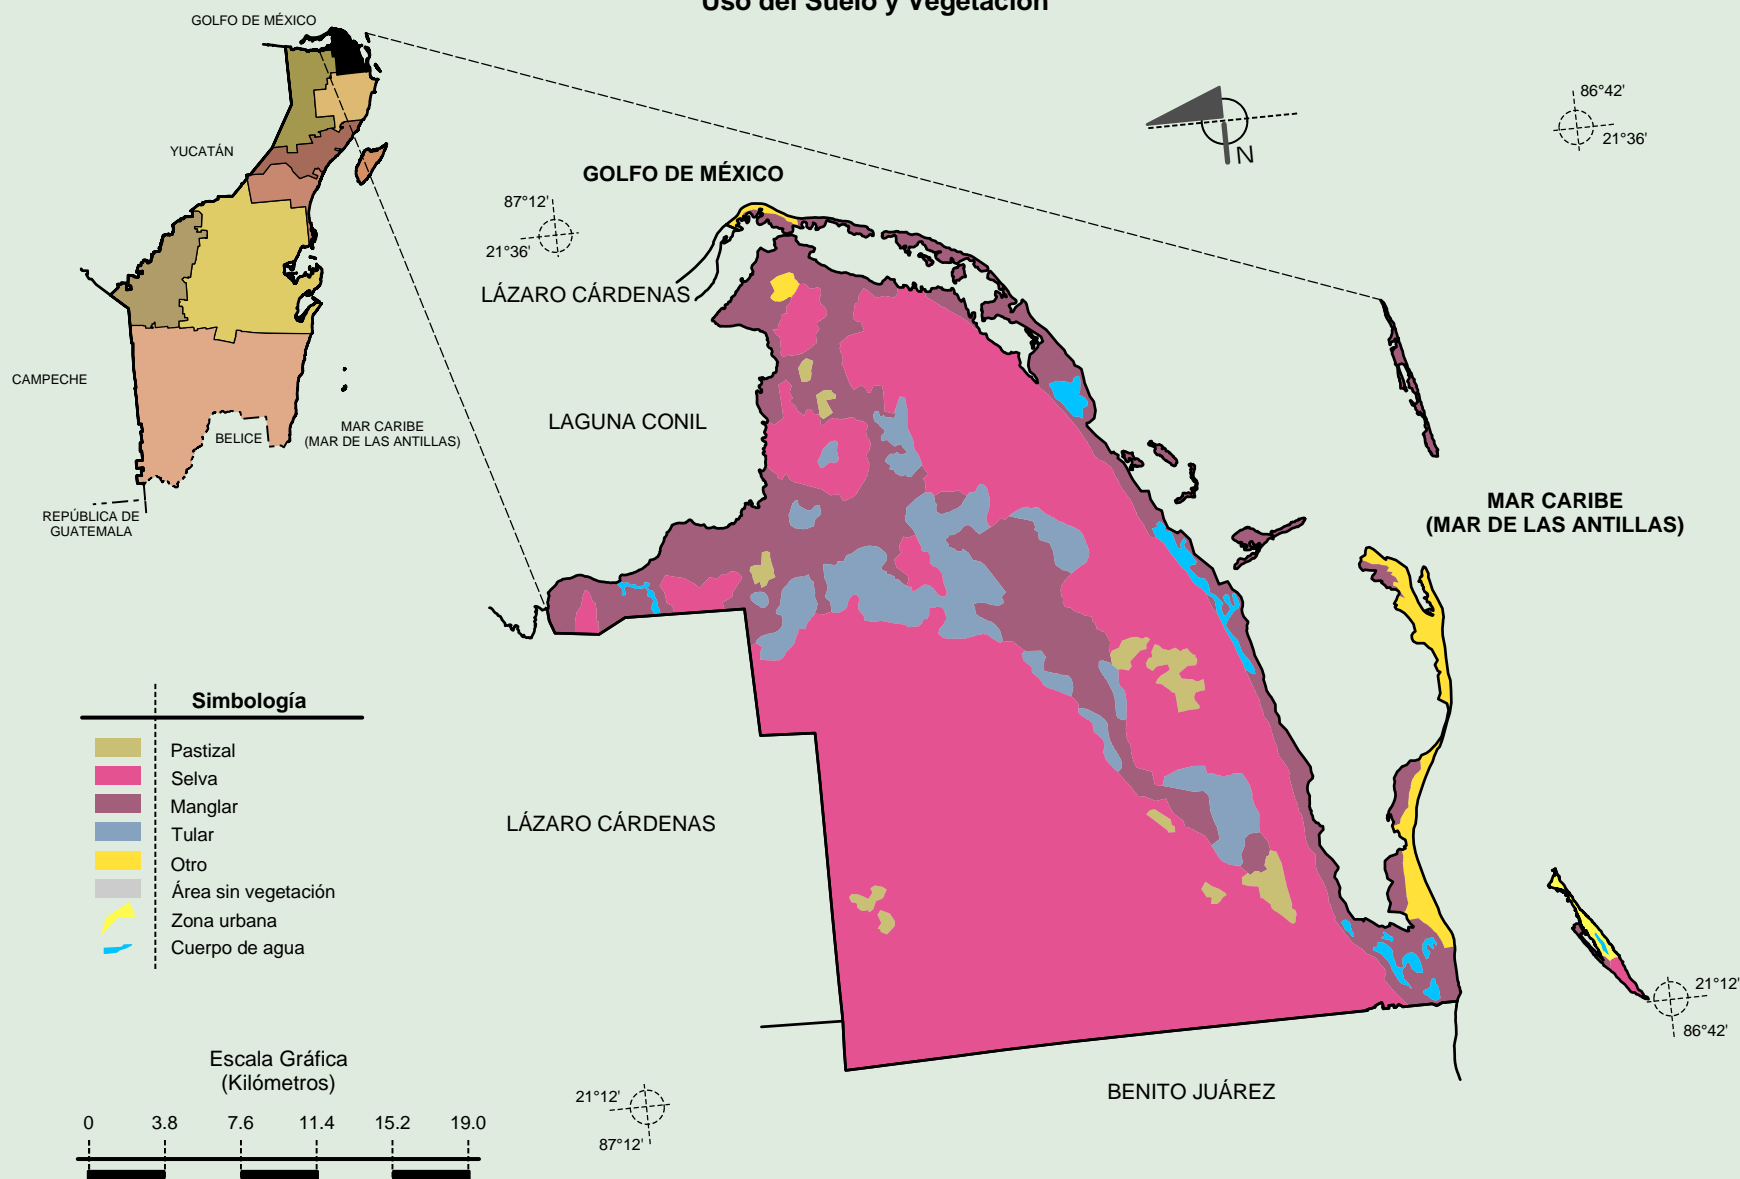 Uso del Suelo y Vegetación
GOLFO DE MÉXICO
YUCATÁN
CAMPECHE
BELICE
MAR CARIBE
(MAR DE LAS ANTILLAS)
REPÚBLICA DE
GUATEMALA
N
86°42'
21°36'
GOLFO DE MÉXICO
87°12'
21°36'
LÁZARO CÁRDENAS
LAGUNA CONIL
MAR CARIBE
(MAR DE LAS ANTILLAS)
LÁZARO CÁRDENAS
Simbología
Pastizal
Selva
Manglar
Tular
Otro
Área sin vegetación
Zona urbana
Cuerpo de agua
21°12'
86°42'
Escala Gráfica
(Kilómetros)
0 3.8 7.6 11.4 15.2 19.0
21°12'
87°12'
BENITO JUÁREZ